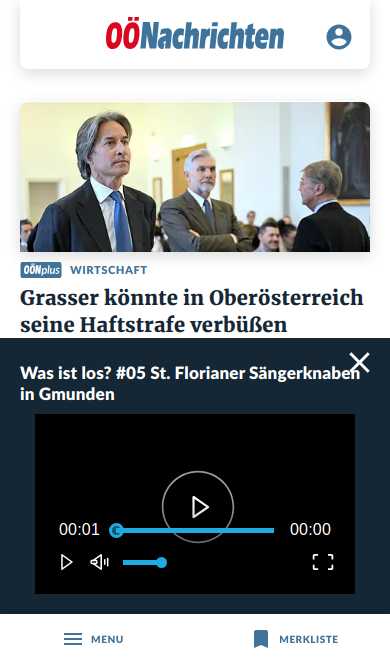 OÖNachrichten
OÖNplus WIRTSCHAFT
Grasser könnte in Oberösterreich
seine Haftstrafe verbüßen
Was ist los? #05 St. Florianer Sängerknaben
in Gmunden
00:01 00:00
MENU MERKLISTE